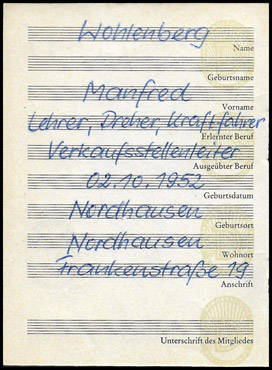 Wohlenberg
Name
Geburtsname
Manfred
Vorname
Lehrer, Dreher, Kraftfahrer
Erlernter Beruf
Verkaufsstellenleiter
Ausgeübter Beruf
02.10.1952
Geburtsdatum
Nordhausen
Geburtsort
Nordhausen
Wohnort
Frankenstraße 19
Anschrift
Unterschrift des Mitgliedes